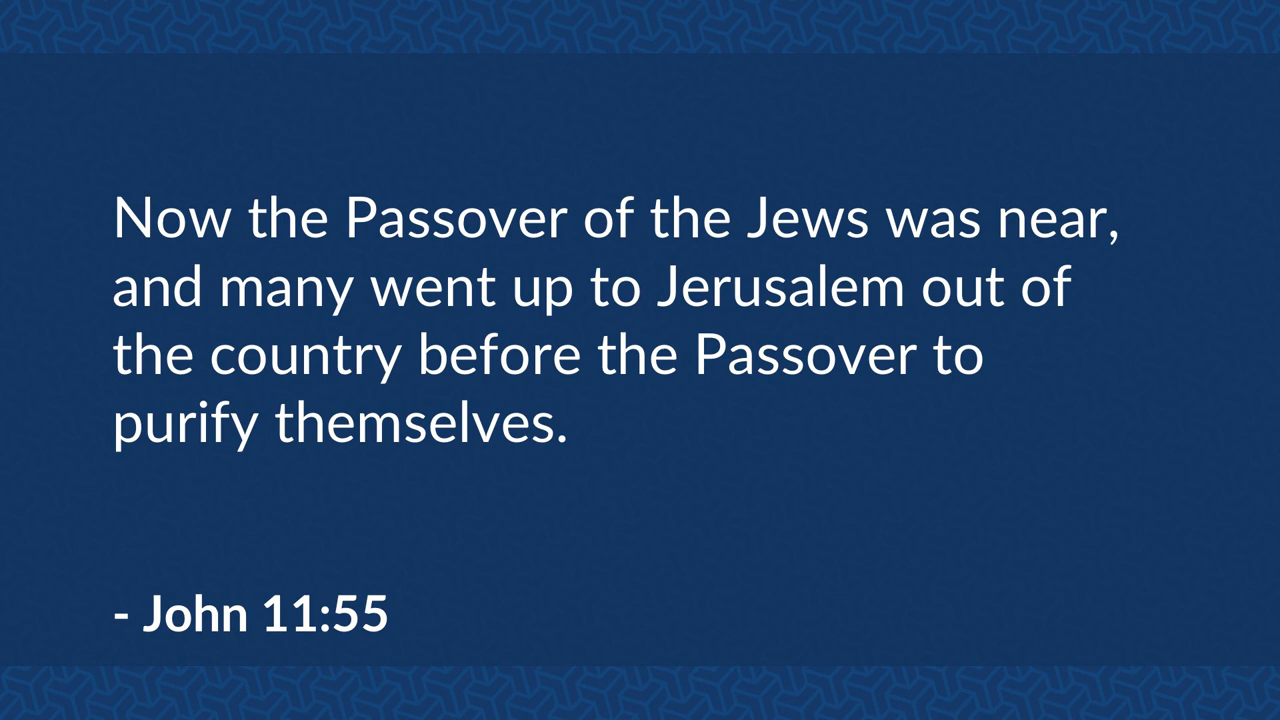 Now the Passover of the Jews was near,
and many went up to Jerusalem out of
the country before the Passover to
purify themselves.
- John 11:55